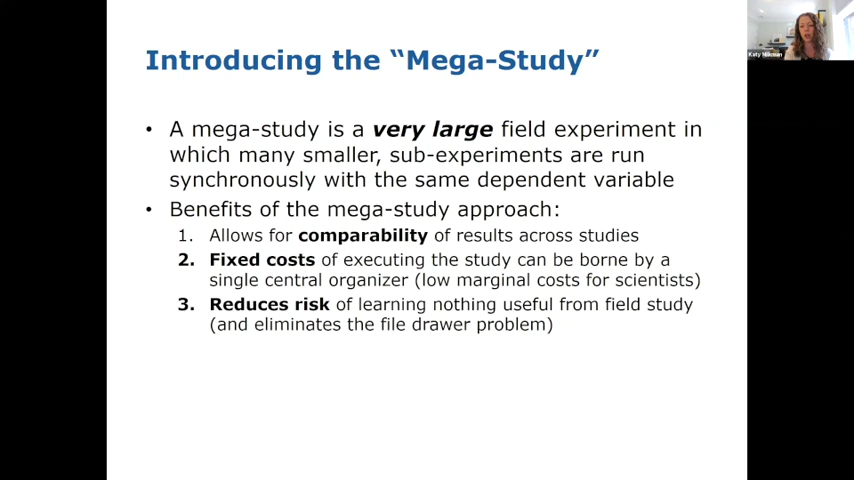 Introducing the “Mega-Study”
• A mega-study is a very large field experiment in
which many smaller, sub-experiments are run
synchronously with the same dependent variable
• Benefits of the mega-study approach:
1. Allows for comparability of results across studies
2. Fixed costs of executing the study can be borne by a
single central organizer (low marginal costs for scientists)
3. Reduces risk of learning nothing useful from field study
(and eliminates the file drawer problem)
Katy Milkman